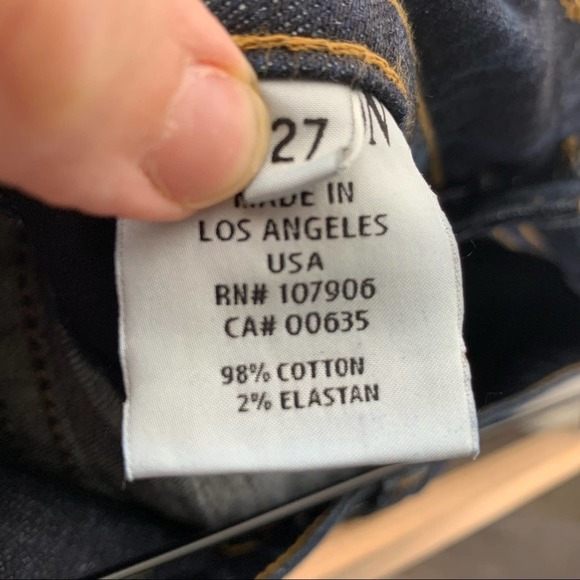 27
MADE IN
LOS ANGELES
USA
RN# 107906
CA# 00635
98% COTTON
2% ELASTAN